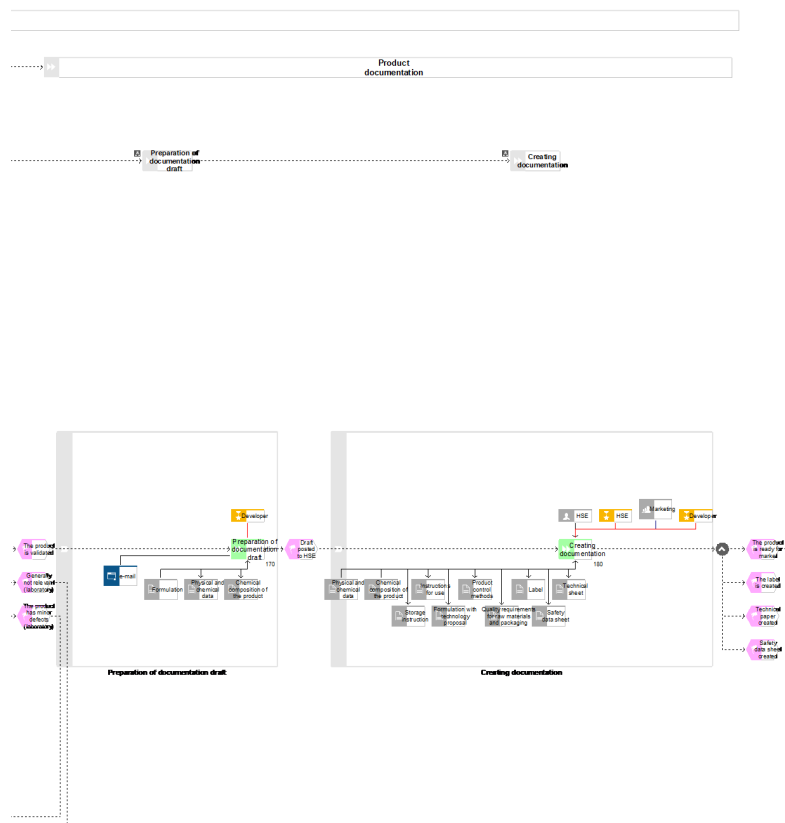 Product
documentation
Preparation of
documentation
draft
Creating
documentation
Developer
Preparation of
documentation
draft
170
e-mail
Formulation
Physical and
chemical
data
Chemical
composition of
the product
Preparation of documentation draft
The product
is validated
Generally
not relevant
(laboratory)
The product
has minor
defects
(laboratory)
Draft
posted
to HSE
HSE
HSE
Marketing
Developer
Creating
documentation
180
Physical and
chemical
data
Chemical
composition of
the product
Instructions
for use
Product
control
methods
Label
Technical
sheet
Storage
instruction
Formulation with
technology
proposal
Quality requirements
for raw materials
and packaging
Safety
data sheet
Creating documentation
The product
is ready for
market
The label
is created
Technical
paper
created
Safety
data sheet
created